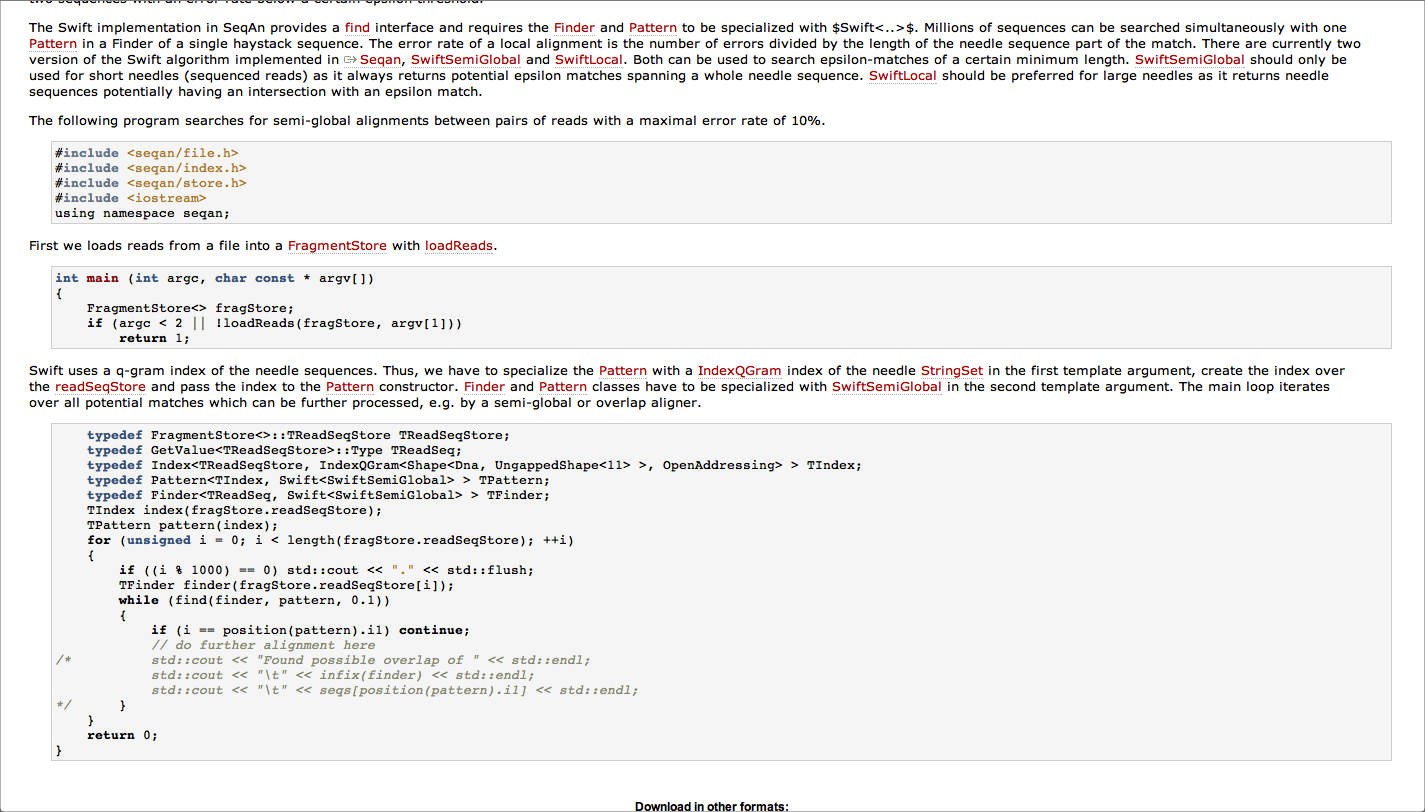 two sequences with an error rate below a certain epsilon threshold.
The Swift implementation in SeqAn provides a find interface and requires the Finder and Pattern to be specialized with $Swift<..>$. Millions of sequences can be searched simultaneously with one
Pattern in a Finder of a single haystack sequence. The error rate of a local alignment is the number of errors divided by the length of the needle sequence part of the match. There are currently two
version of the Swift algorithm implemented in Seqan, SwiftSemiGlobal and SwiftLocal. Both can be used to search epsilon-matches of a certain minimum length. SwiftSemiGlobal should only be
used for short needles (sequenced reads) as it always returns potential epsilon matches spanning a whole needle sequence. SwiftLocal should be preferred for large needles as it returns needle
sequences potentially having an intersection with an epsilon match.
The following program searches for semi-global alignments between pairs of reads with a maximal error rate of 10%.
#include <seqan/file.h>
#include <seqan/index.h>
#include <seqan/store.h>
#include <iostream>
using namespace seqan;
First we loads reads from a file into a FragmentStore with loadReads.
int main (int argc, char const * argv[])
{
    FragmentStore<> fragStore;
    if (argc < 2 || !loadReads(fragStore, argv[1]))
        return 1;
Swift uses a q-gram index of the needle sequences. Thus, we have to specialize the Pattern with a IndexQGram index of the needle StringSet in the first template argument, create the index over
the readSeqStore and pass the index to the Pattern constructor. Finder and Pattern classes have to be specialized with SwiftSemiGlobal in the second template argument. The main loop iterates
over all potential matches which can be further processed, e.g. by a semi-global or overlap aligner.
    typedef FragmentStore<>::TReadSeqStore TReadSeqStore;
    typedef GetValue<TReadSeqStore>::Type TReadSeq;
    typedef Index<TReadSeqStore, IndexQGram<Shape<Dna, UngappedShape<11> >, OpenAddressing> > TIndex;
    typedef Pattern<TIndex, Swift<SwiftSemiGlobal> > TPattern;
    typedef Finder<TReadSeq, Swift<SwiftSemiGlobal> > TFinder;
    TIndex index(fragStore.readSeqStore);
    TPattern pattern(index);
    for (unsigned i = 0; i < length(fragStore.readSeqStore); ++i)
    {
        if ((i % 1000) == 0) std::cout << "." << std::flush;
        TFinder finder(fragStore.readSeqStore[i]);
        while (find(finder, pattern, 0.1))
        {
            if (i == position(pattern).i1) continue;
            // do further alignment here
/*          std::cout << "Found possible overlap of " << std::endl;
            std::cout << "\t" << infix(finder) << std::endl;
            std::cout << "\t" << seqs[position(pattern).i1] << std::endl;
*/      }
    }
    return 0;
}
Download in other formats: